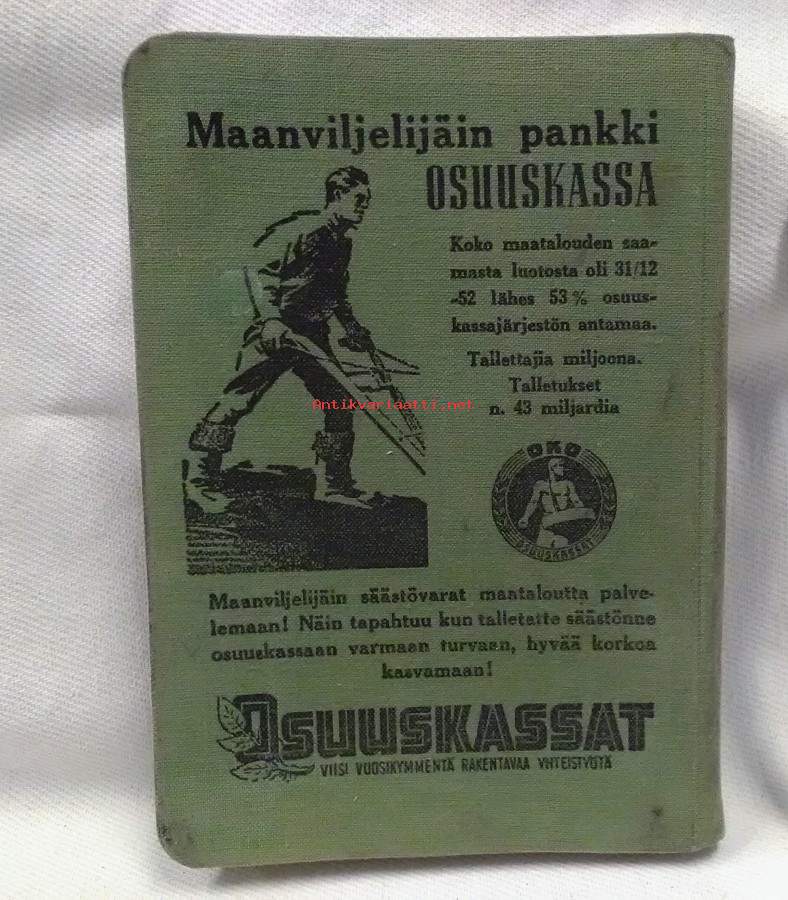 Maanviljelijäin pankki
OSUUSKASSA
Koko maatalouden saa-
masta luotosta oli 31/12
-52 lähes 53% osuus-
kassajärjestön antamaa.
Tallettajia miljoona.
Talletukset
n. 43 miljardia
Antikvariaatti.net
OKO
OSUUSKASSAT
Maanviljelijäin säästövarat maataloutta palve-
lemaan! Näin tapahtuu kun talletatte säästönne
osuuskassaan varmaan turvaan, hyvää korkoa
kasvamaan!
OSUUSKASSAT
VIISI VUOSIKYMMENTÄ RAKENTAVAA YHTEISTYÖTÄ